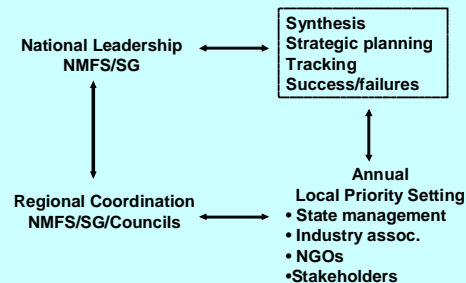 National Leadership
NMFS/SG
Synthesis
Strategic planning
Tracking
Success/failures
Regional Coordination
NMFS/SG/Councils
Annual
Local Priority Setting
• State management
• Industry assoc.
• NGOs
•Stakeholders